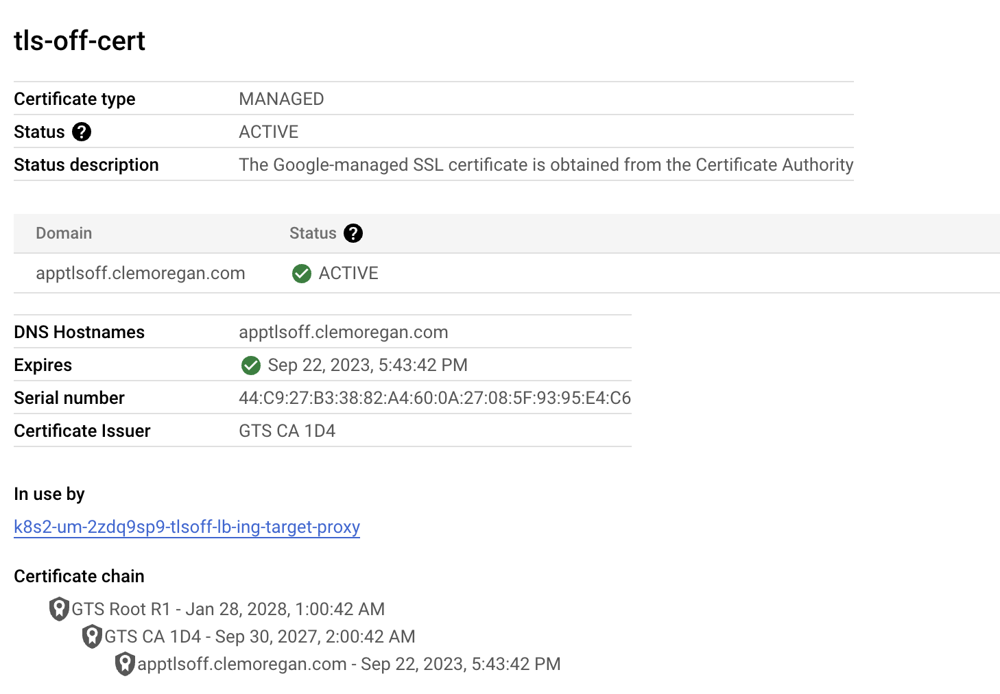 tls-off-cert
Certificate type MANAGED
Status ? ACTIVE
Status description The Google-managed SSL certificate is obtained from the Certificate Authority
Domain Status ?
apptlsoff.clemoregan.com ACTIVE
DNS Hostnames apptlsoff.clemoregan.com
Expires Sep 22, 2023, 5:43:42 PM
Serial number 44:C9:27:B3:38:82:A4:60:0A:27:08:5F:93:95:E4:C6
Certificate Issuer GTS CA 1D4
In use by
k8s2-um-2zdq9sp9-tlsoff-lb-ing-target-proxy
Certificate chain
GTS Root R1 - Jan 28, 2028, 1:00:42 AM
GTS CA 1D4 - Sep 30, 2027, 2:00:42 AM
apptlsoff.clemoregan.com - Sep 22, 2023, 5:43:42 PM